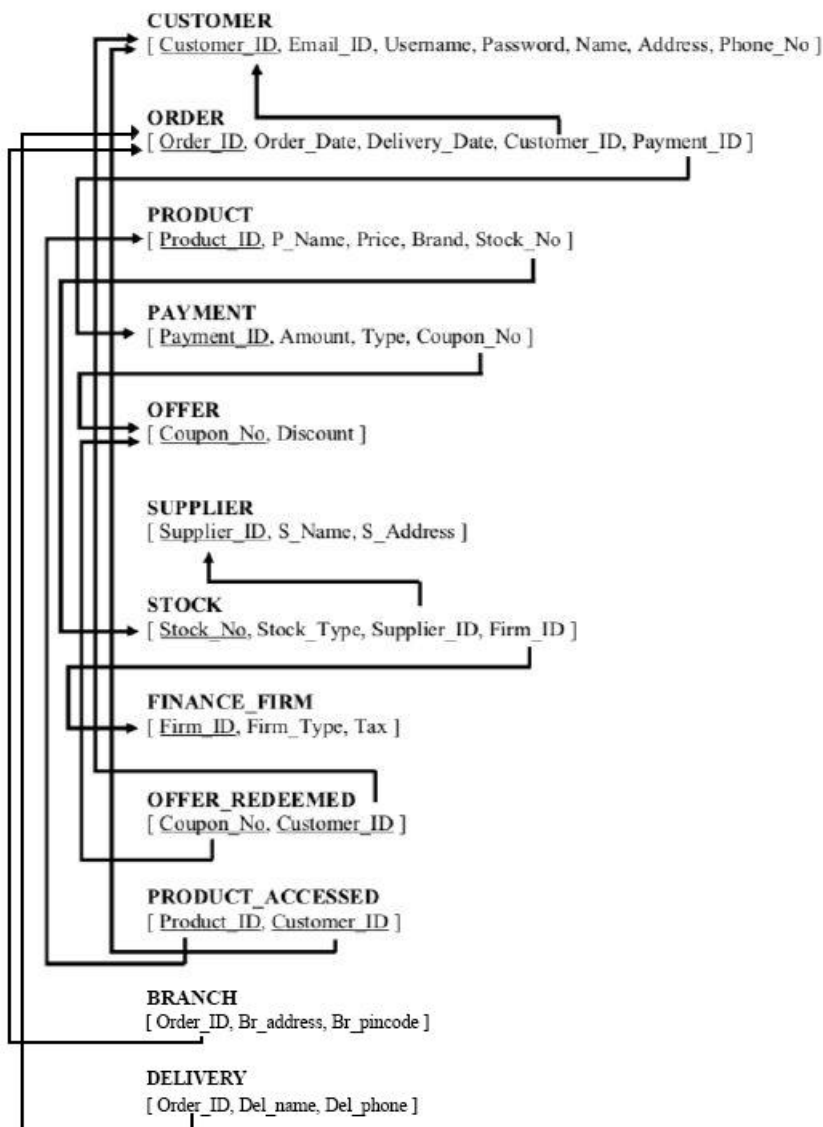 CUSTOMER
[ Customer_ID, Email_ID, Username, Password, Name, Address, Phone_No ]
ORDER
[ Order_ID, Order_Date, Delivery_Date, Customer_ID, Payment_ID ]
PRODUCT
[ Product_ID, P_Name, Price, Brand, Stock_No ]
PAYMENT
[ Payment_ID, Amount, Type, Coupon_No ]
OFFER
[ Coupon_No, Discount ]
SUPPLIER
[ Supplier_ID, S_Name, S_Address ]
STOCK
[ Stock_No, Stock_Type, Supplier_ID, Firm_ID ]
FINANCE_FIRM
[ Firm_ID, Firm_Type, Tax ]
OFFER_REDEEMED
[ Coupon_No, Customer_ID ]
PRODUCT_ACCESSED
[ Product_ID, Customer_ID ]
BRANCH
[ Order_ID, Br_address, Br_pincode ]
DELIVERY
[ Order_ID, Del_name, Del_phone ]